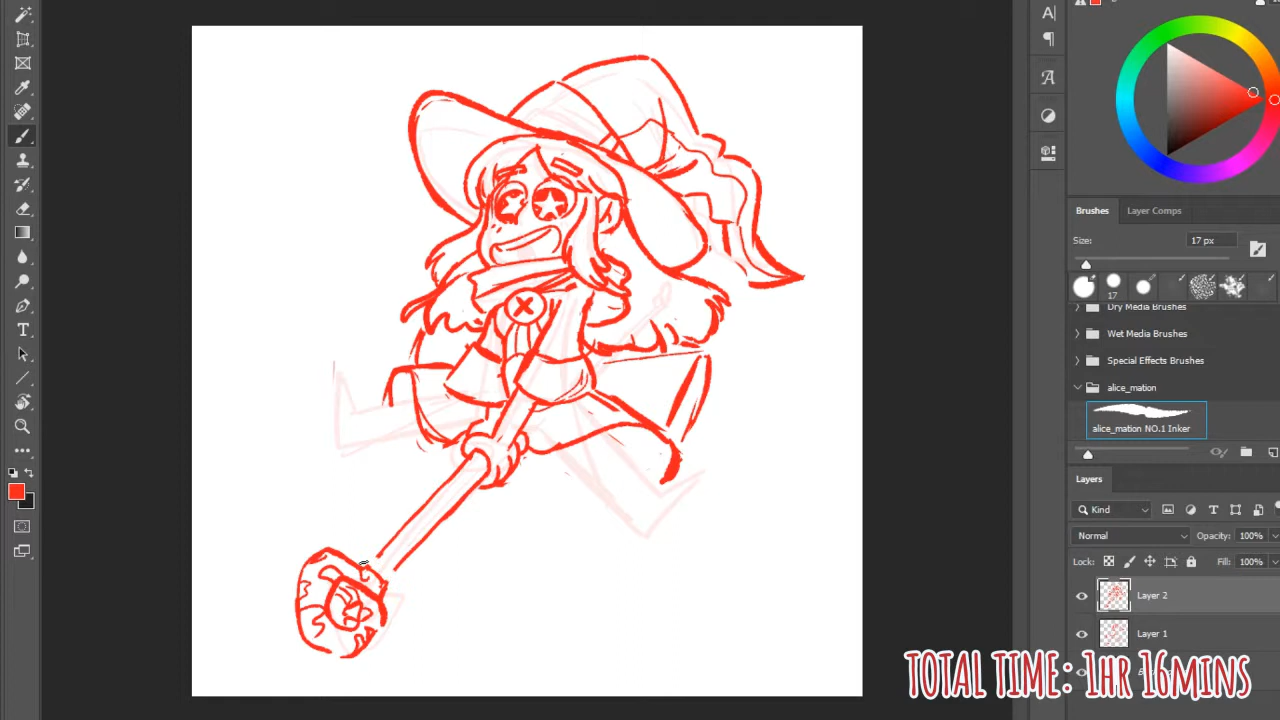 Brushes
Layer Comps
Size:
17 px
17
Dry Media Brushes
Wet Media Brushes
Special Effects Brushes
alice_mation
alice_mation NO.1 Inker
Layers
Kind
Normal
Opacity: 100%
Lock:
Fill: 100%
Layer 2
Layer 1
TOTAL TIME: 1HR 16MINS